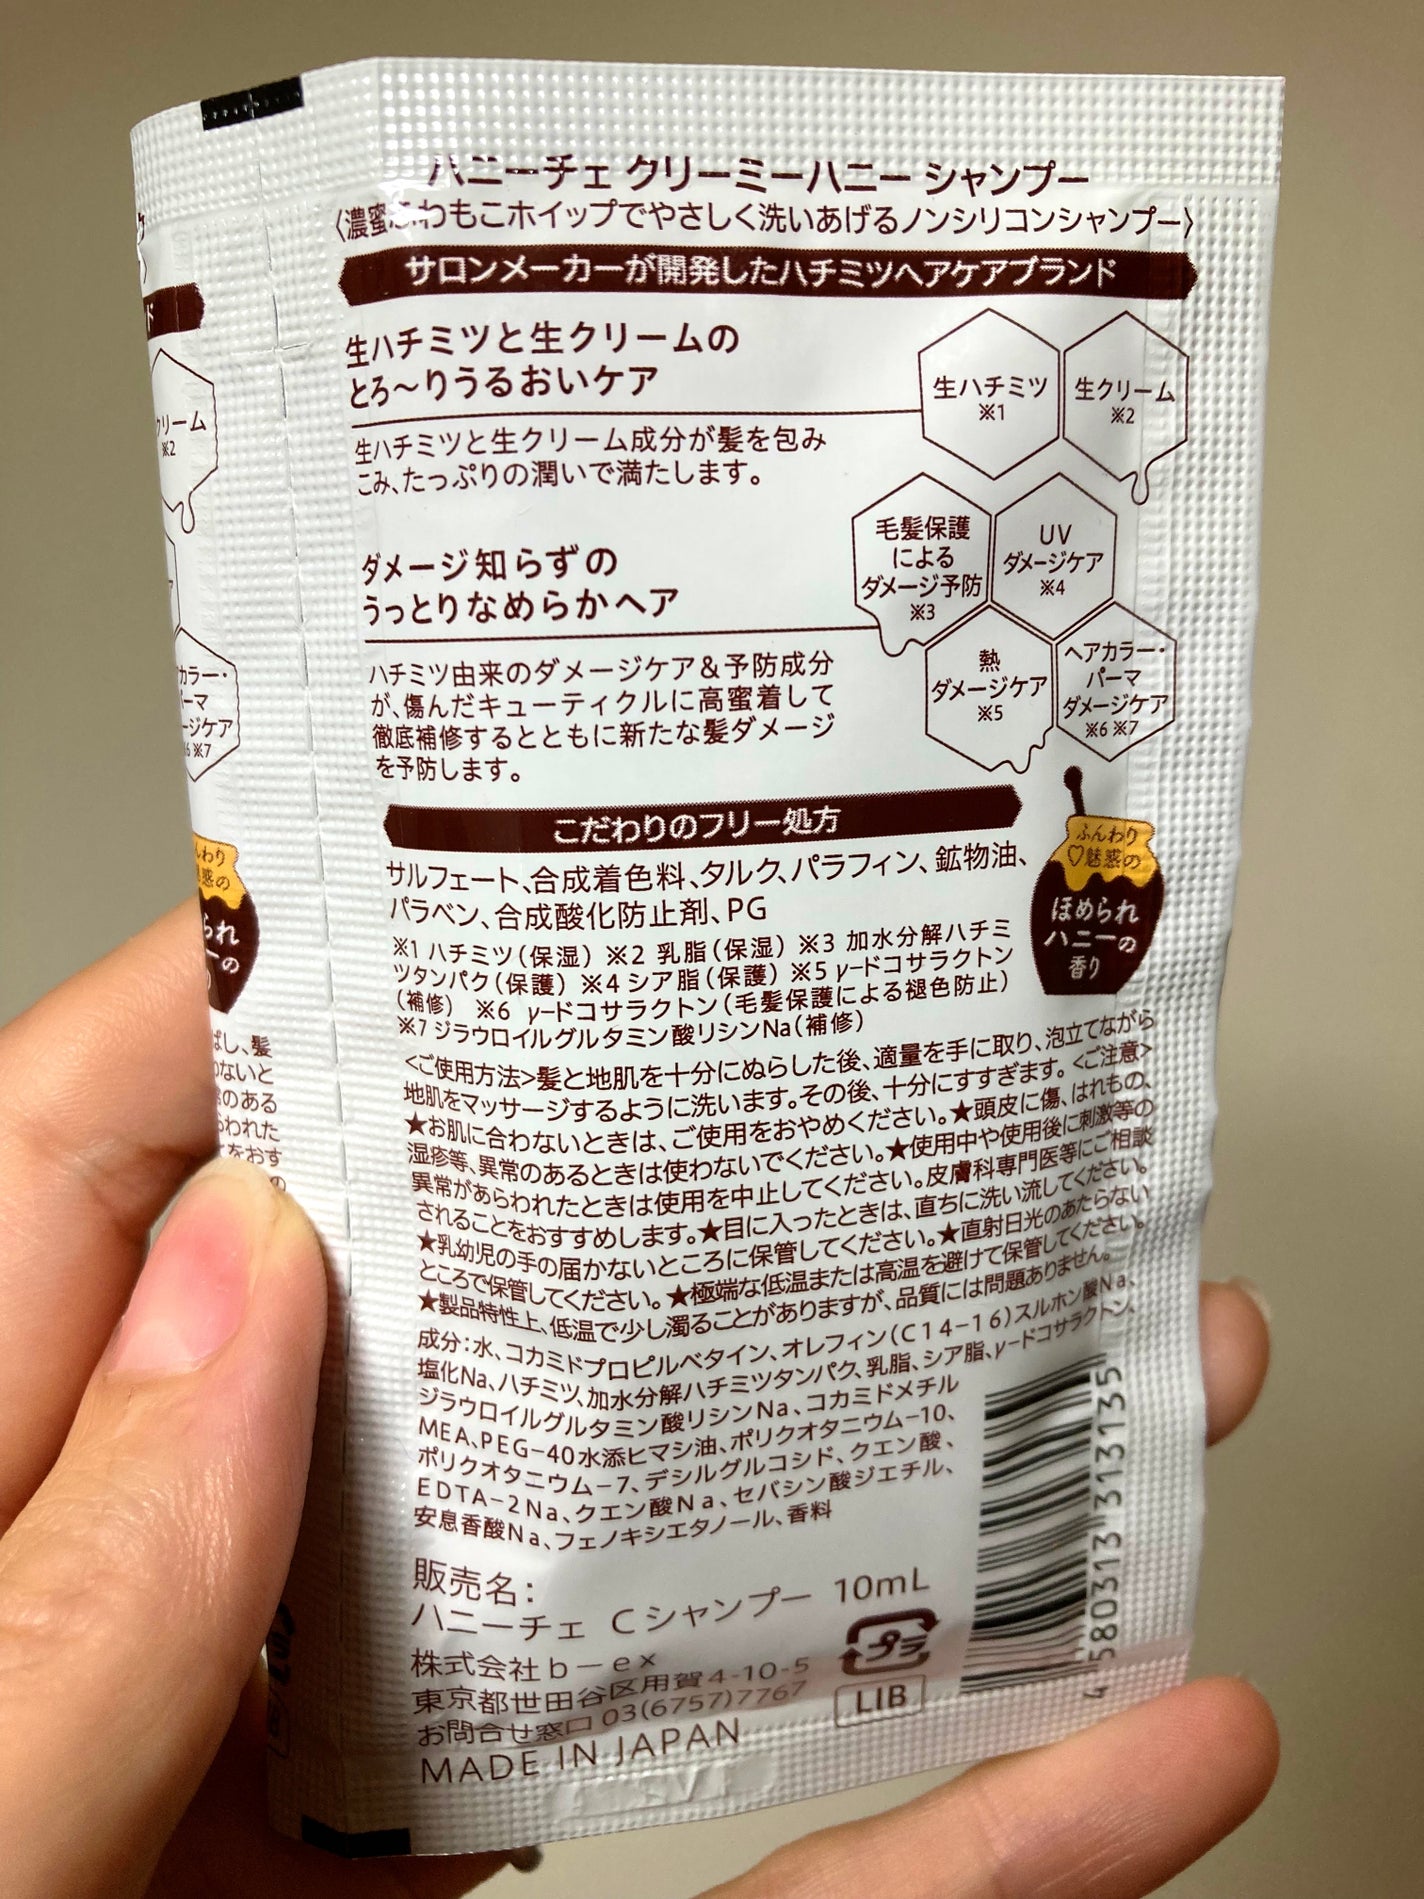 ハニーチェ クリーミーハニー シャンプー
〈濃蜜ふわもこホイップでやさしく洗いあげるノンシリコンシャンプー〉
サロンメーカーが開発したハチミツヘアケアブランド
生ハチミツと生クリームの
とろ〜りうるおいケア
生ハチミツと生クリーム成分が髪を包み
こみ、たっぷりの潤いで満たします。
生ハチミツ
※1
生クリーム
※2
ダメージ知らずの
うっとりなめらかヘア
ハチミツ由来のダメージケア&予防成分
が、傷んだキューティクルに高蜜着して
徹底補修するとともに新たな髪ダメージ
を予防します。
毛髪保護
による
ダメージ予防
※3
UV
ダメージケア
※4
熱
ダメージケア
※5
ヘアカラー・
パーマ
ダメージケア
※6 ※7
こだわりのフリー処方
サルフェート、合成着色料、タルク、パラフィン、鉱物油、
パラベン、合成酸化防止剤、PG
ふんわり
♡魅惑の
ほめられ
ハニーの
香り
※1 ハチミツ(保湿) ※2 乳脂(保湿) ※3 加水分解ハチミ
ツタンパク(保護) ※4 シア脂(保護) ※5 γ-ドコサラクトン
(補修) ※6 γ-ドコサラクトン(毛髪保護による褪色防止)
※7 ジラウロイルグルタミン酸リシンNa(補修)
<ご使用方法>髪と地肌を十分にぬらした後、適量を手に取り、泡立てながら
地肌をマッサージするように洗います。その後、十分にすすぎます。<ご注意>
★お肌に合わないときは、ご使用をおやめください。★頭皮に傷、はれもの、
湿疹等、異常のあるときは使わないでください。★使用中や使用後に刺激等の
異常があらわれたときは使用を中止してください。皮膚科専門医等にご相談
されることをおすすめします。★目に入ったときは、直ちに洗い流してください。
★乳幼児の手の届かないところに保管してください。★直射日光のあたらない
ところで保管してください。★極端な低温または高温を避けて保管してください。
★製品特性上、低温で少し濁ることがありますが、品質には問題ありません。
成分:水、コカミドプロピルベタイン、オレフィン(C14-16)スルホン酸Na、
塩化Na、ハチミツ、加水分解ハチミツタンパク、乳脂、シア脂、γ-ドコサラクトン、
ジラウロイルグルタミン酸リシンNa、コカミドメチル
MEA、PEG-40水添ヒマシ油、ポリクオタニウム-10、
ポリクオタニウム-7、デシルグルコシド、クエン酸、
EDTA-2Na、クエン酸Na、セバシン酸ジエチル、
安息香酸Na、フェノキシエタノール、香料
販売名:
ハニーチェ Cシャンプー 10mL
株式会社b-ex
東京都世田谷区用賀4-10-5
お問合せ窓口 03(6757)7767
MADE IN JAPAN
プラ
LIB
4 580313 313135
クリーム
※2
カラー・
パーマ
ージケア
※7